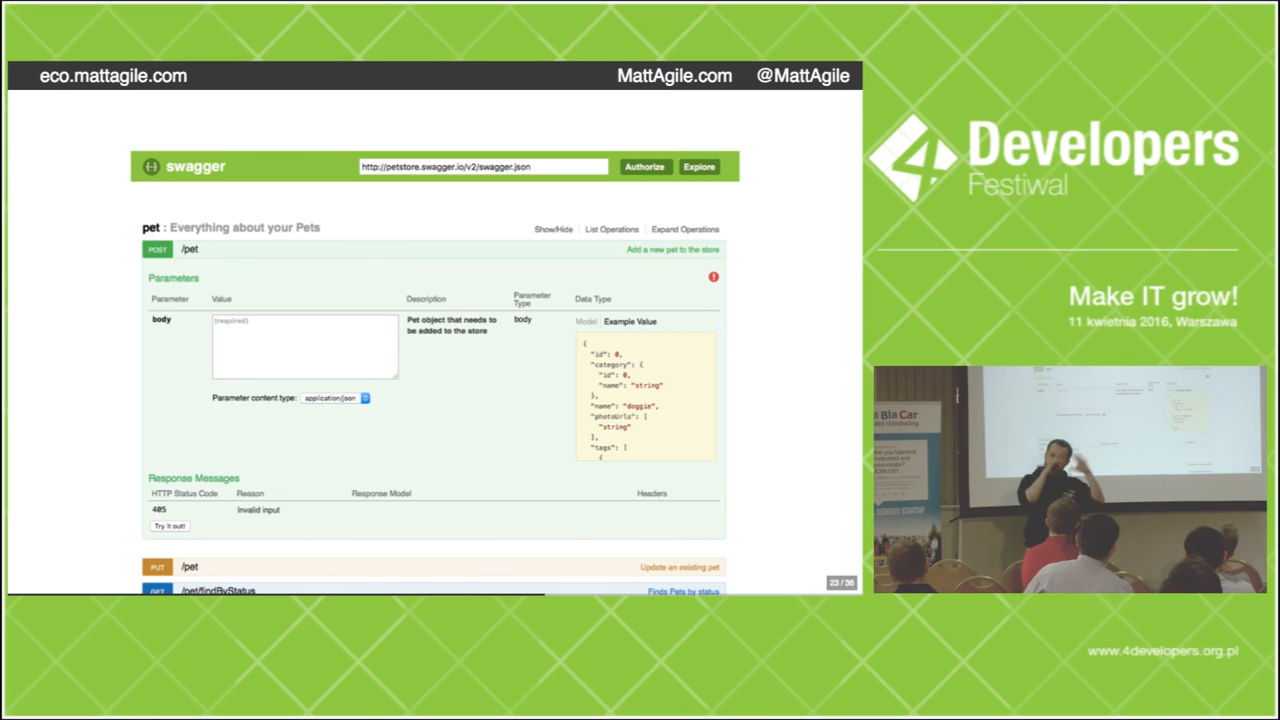 eco.mattagile.com
MattAgile.com @MattAgile
swagger
http://petstore.swagger.io/v2/swagger.json
Authorize
Explore
pet : Everything about your Pets
Show/Hide
List Operations
Expand Operations
POST /pet
Add a new pet to the store
Parameters
Parameter
Value
Description
Parameter
Type
Data Type
body
(required)
Parameter content type: application/json
Pet object that needs to
be added to the store
body
Model Example Value
{
"id": 0,
"category": {
"id": 0,
"name": "string"
},
"name": "doggie",
"photoUrls": [
"string"
],
"tags": [
{
Response Messages
HTTP Status Code
Reason
Response Model
Headers
405
Invalid input
Try it out!
PUT /pet
Update an existing pet
GET /pet/findByStatus
Finds Pets by status
23 / 36
4Developers
Festiwal
Make IT grow!
11 kwietnia 2016, Warszawa
a Bla Car
SERIOUS STARTUP
www.4developers.org.pl